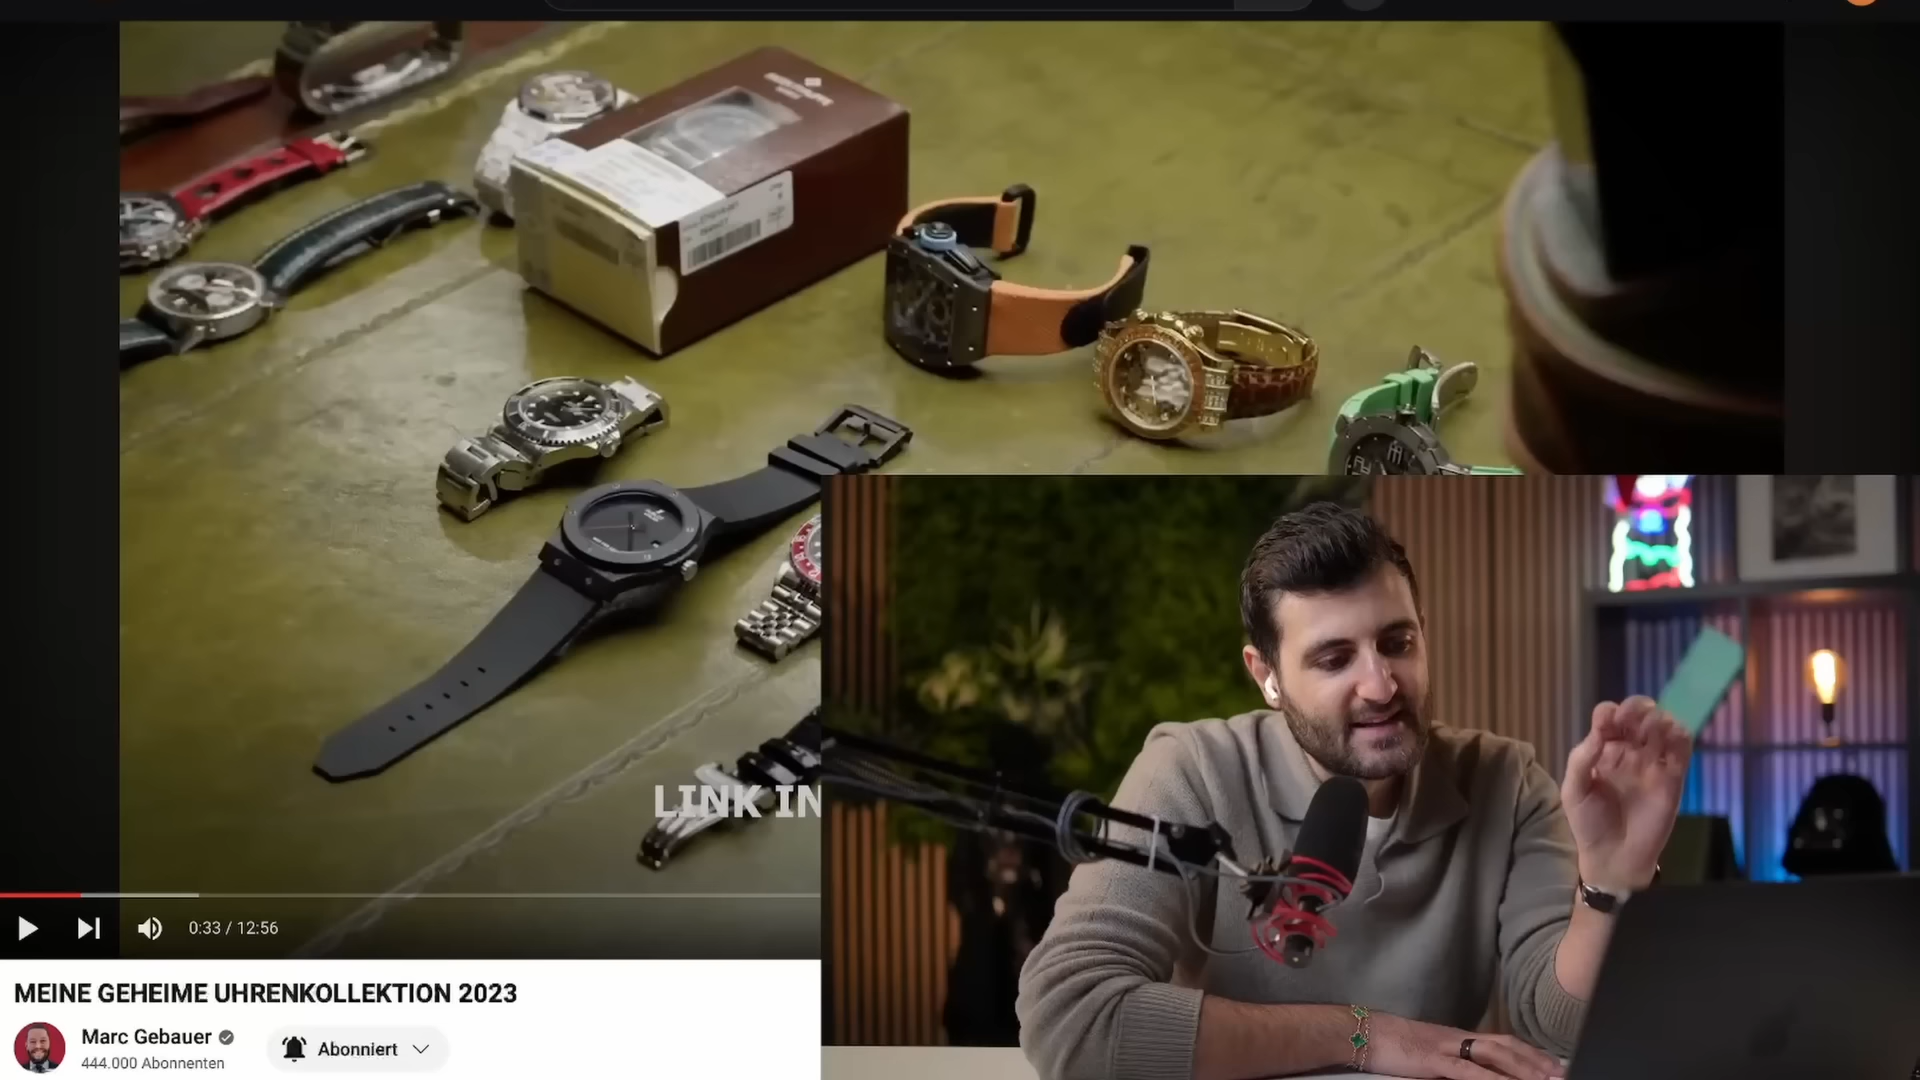 LINK IN
0:33 / 12:56
MEINE GEHEIME UHRENKOLLEKTION 2023
Marc Gebauer
444.000 Abonnenten
Abonniert